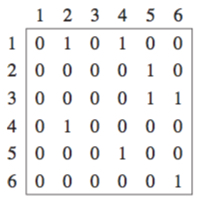 1 2 3 4 5 6
1 0 1 0 1 0 0
2 0 0 0 0 1 0
3 0 0 0 0 1 1
4 0 1 0 0 0 0
5 0 0 0 1 0 0
6 0 0 0 0 0 1